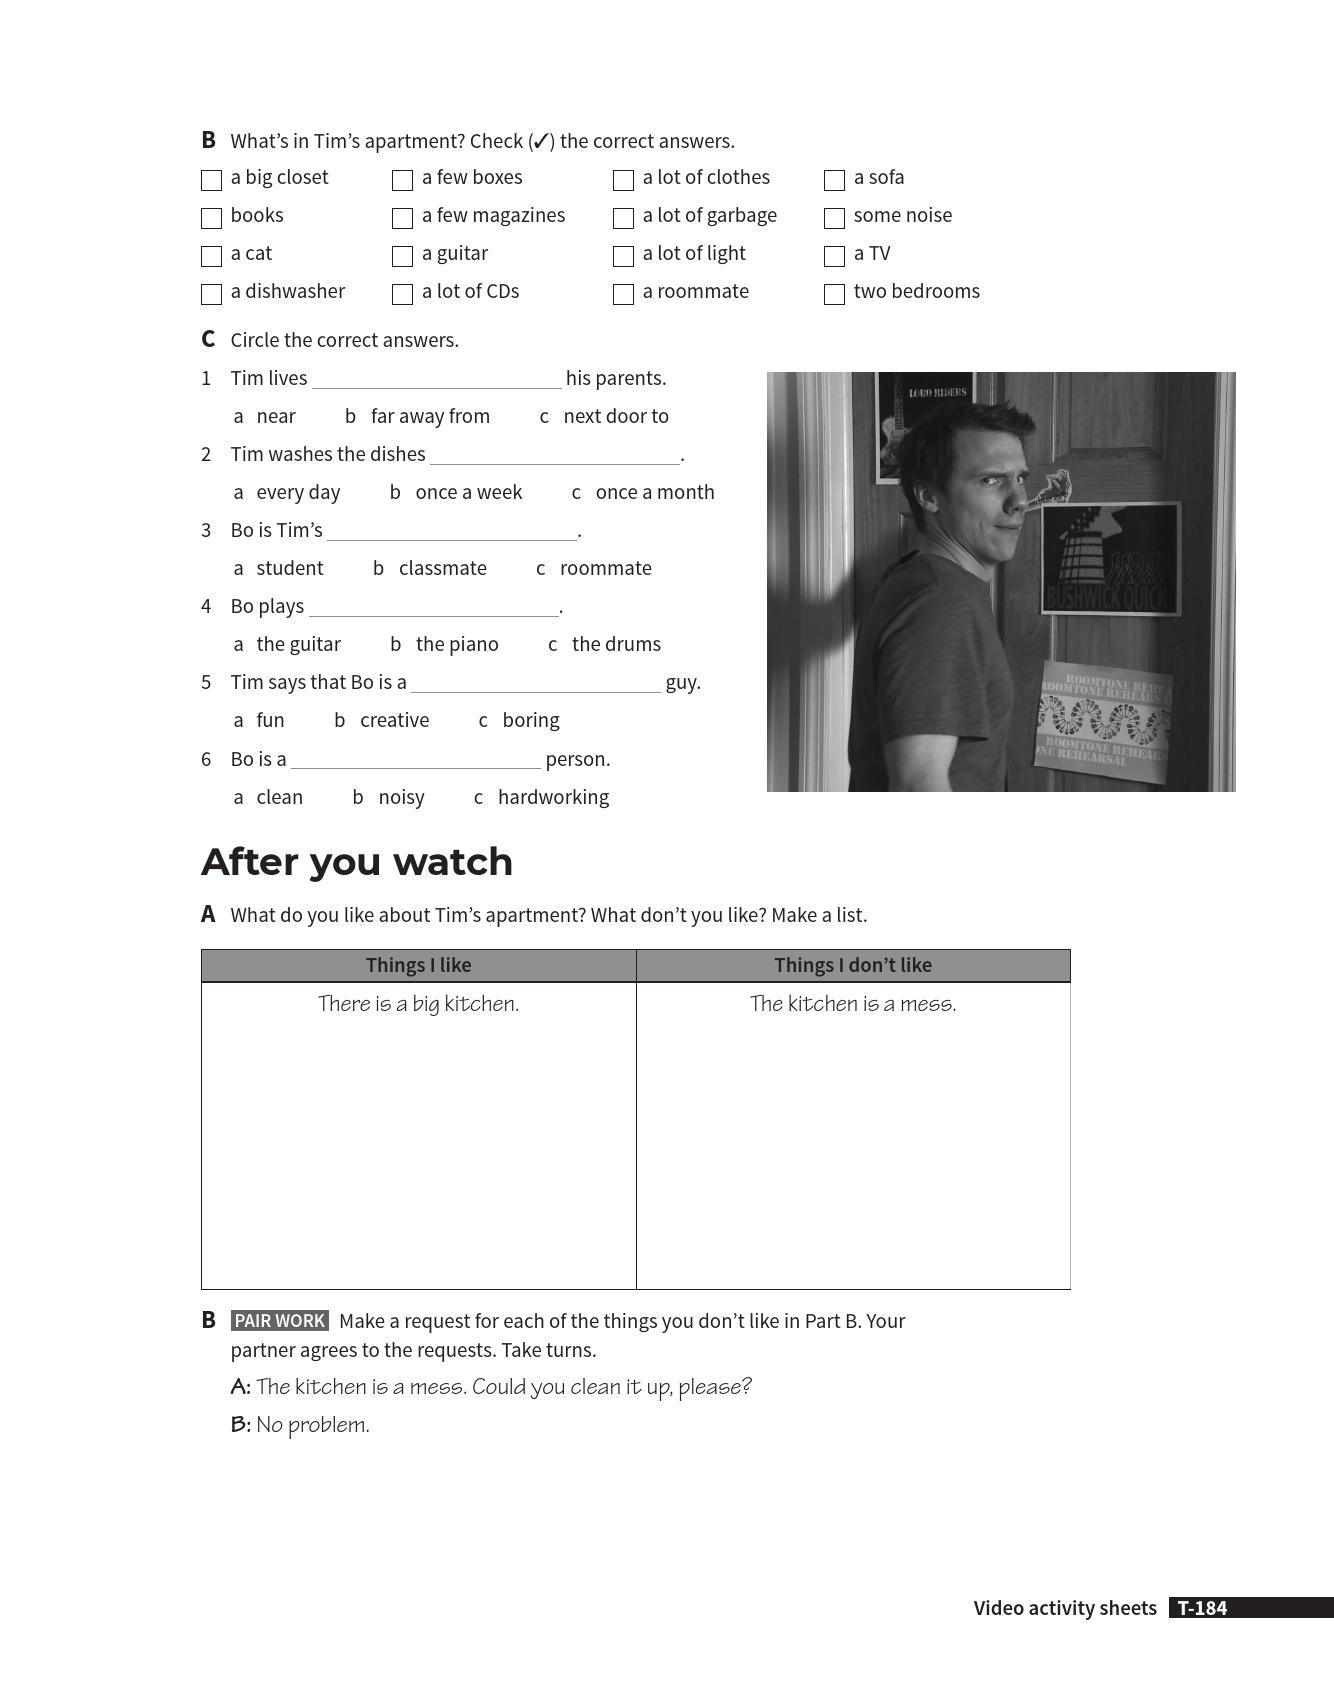 B What's in Tim's apartment? Check (✓) the correct answers.
a big closet a few boxes a lot of clothes a sofa
books a few magazines a lot of garbage some noise
a cat a guitar a lot of light a TV
a dishwasher a lot of CDs a roommate two bedrooms
C Circle the correct answers.
1 Tim lives ____ his parents.
a near b far away from c next door to
2 Tim washes the dishes ____.
a every day b once a week c once a month
3 Bo is Tim's ____.
a student b classmate c roommate
4 Bo plays ____.
a the guitar b the piano c the drums
5 Tim says that Bo is a ____ guy.
a fun b creative c boring
6 Bo is a ____ person.
a clean b noisy c hardworking
LOBO RIDERS
BUSHWICK QUICK
ROOMTONE REHEA
ROOMTONE REHEARSA
ROOMTONE REHEARS
ONE REHEARSAL
After you watch
A What do you like about Tim's apartment? What don't you like? Make a list.
Things I like Things I don't like
There is a big kitchen. The kitchen is a mess.
B PAIR WORK Make a request for each of the things you don't like in Part B. Your
partner agrees to the requests. Take turns.
A: The kitchen is a mess. Could you clean it up, please?
B: No problem.
Video activity sheets T-184